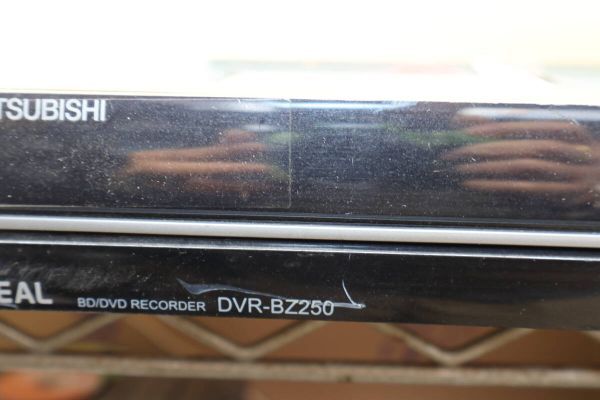 TSUBISHI
EAL BD/DVD RECORDER DVR-BZ250